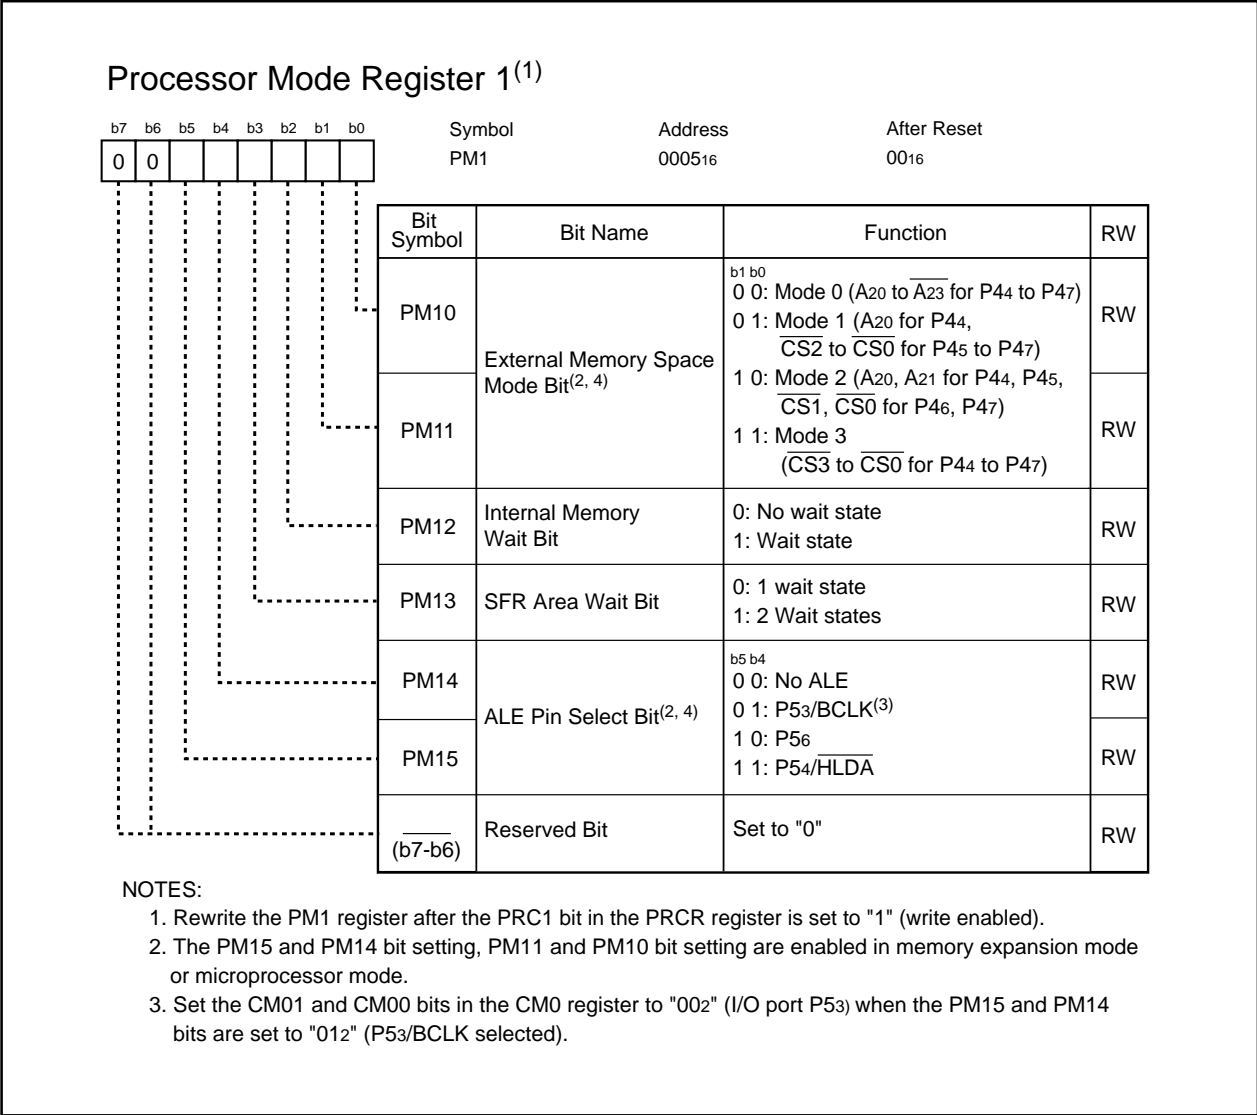 Processor Mode Register 1(1)
b7 b6 b5 b4 b3 b2 b1 b0
Symbol Address After Reset
0 0
PM1 000516 0016
Bit Symbol Bit Name Function RW
PM10
External Memory Space
Mode Bit(2, 4)
b1 b0
0 0: Mode 0 (A20 to A̅2̅3̅ for P44 to P47)
0 1: Mode 1 (A20 for P44,
C̅S̅2̅ to C̅S̅0̅ for P45 to P47)
RW
PM11
1 0: Mode 2 (A20, A21 for P44, P45,
C̅S̅1̅, C̅S̅0̅ for P46, P47)
1 1: Mode 3
(C̅S̅3̅ to C̅S̅0̅ for P44 to P47)
RW
PM12
Internal Memory
Wait Bit
0: No wait state
1: Wait state
RW
PM13
SFR Area Wait Bit
0: 1 wait state
1: 2 Wait states
RW
PM14
ALE Pin Select Bit(2, 4)
b5 b4
0 0: No ALE
0 1: P53/BCLK(3)
RW
PM15
1 0: P56
1 1: P54/H̅L̅D̅A̅
RW
(b7-b6)
Reserved Bit
Set to "0"
RW
NOTES:
1. Rewrite the PM1 register after the PRC1 bit in the PRCR register is set to "1" (write enabled).
2. The PM15 and PM14 bit setting, PM11 and PM10 bit setting are enabled in memory expansion mode
or microprocessor mode.
3. Set the CM01 and CM00 bits in the CM0 register to "002" (I/O port P53) when the PM15 and PM14
bits are set to "012" (P53/BCLK selected).